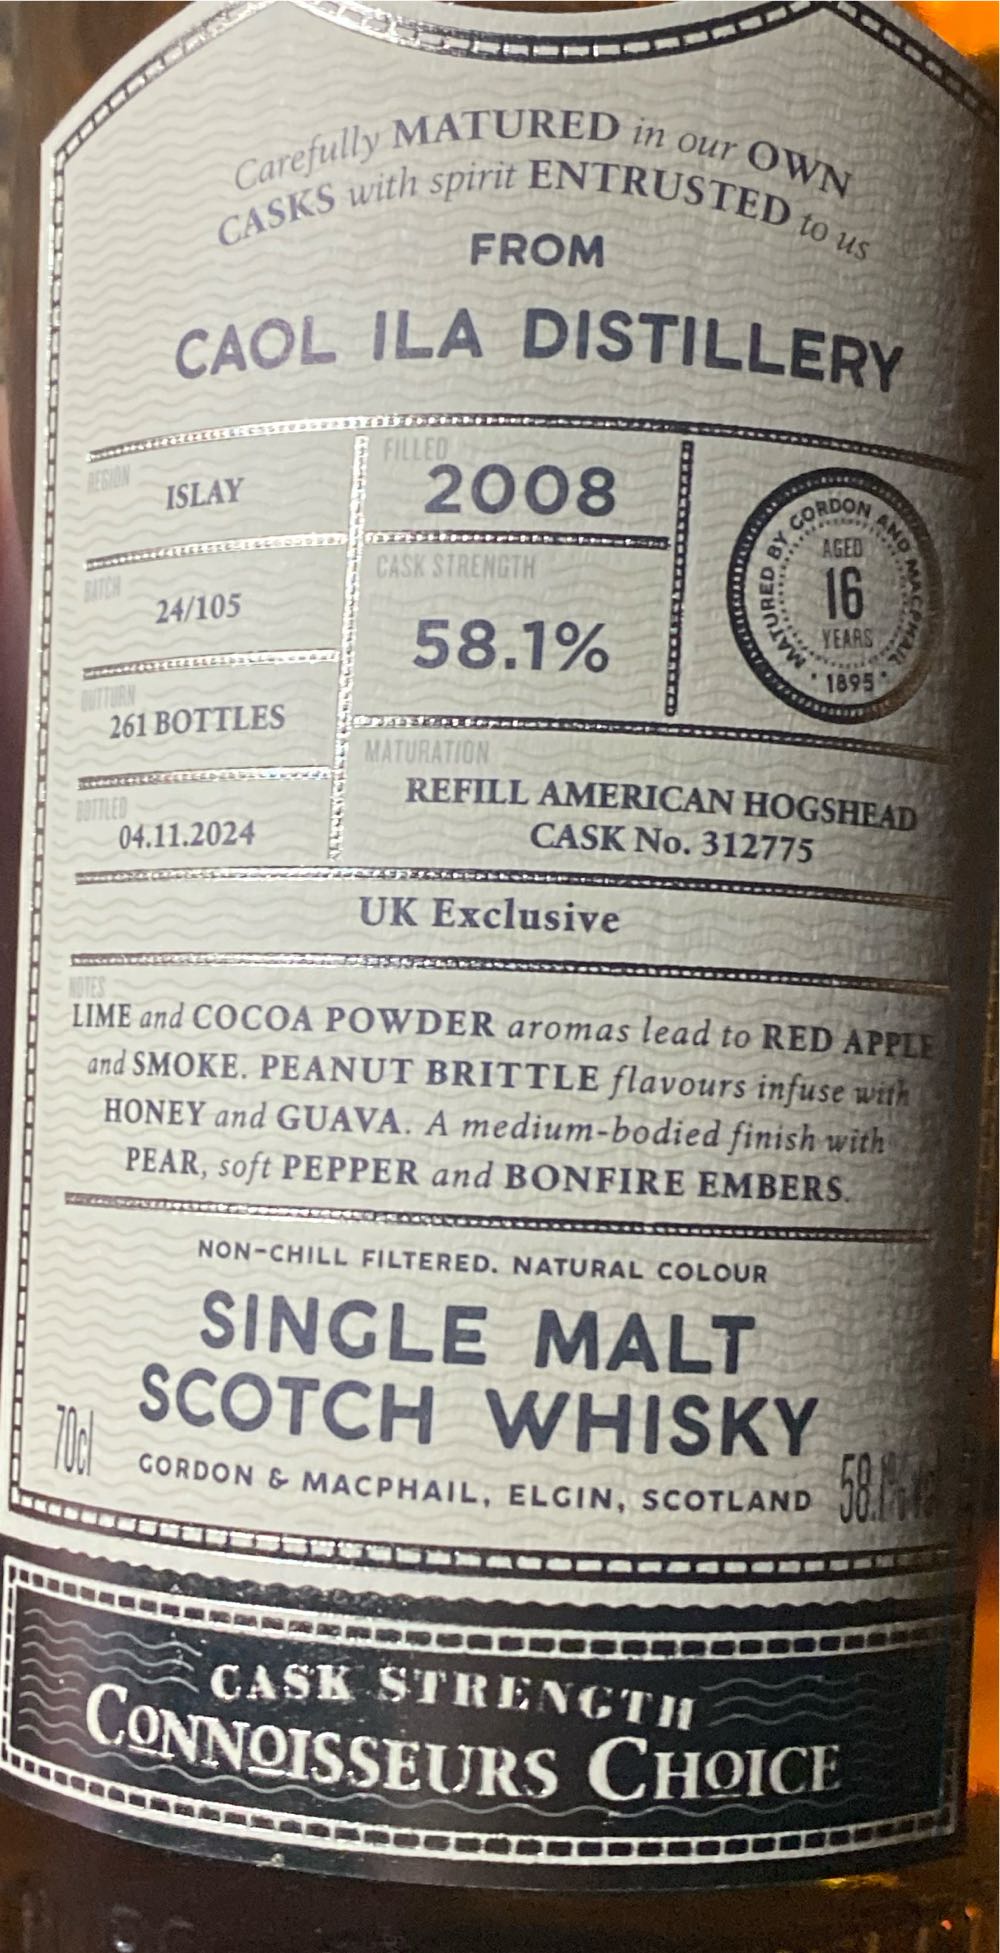 Carefully MATURED in our OWN
CASKS with spirit ENTRUSTED to us
FROM
CAOL ILA DISTILLERY
REGION
ISLAY
BATCH
24/105
OUTTURN
261 BOTTLES
BOTTLED
04.11.2024
FILLED
2008
CASK STRENGTH
58.1%
MATURED BY GORDON AND MACPHAIL
AGED
16
YEARS
1895
MATURATION
REFILL AMERICAN HOGSHEAD
CASK No. 312775
UK Exclusive
NOTES
LIME and COCOA POWDER aromas lead to RED APPLE
and SMOKE. PEANUT BRITTLE flavours infuse with
HONEY and GUAVA. A medium-bodied finish with
PEAR, soft PEPPER and BONFIRE EMBERS.
NON-CHILL FILTERED. NATURAL COLOUR
SINGLE MALT
SCOTCH WHISKY
70cl
GORDON & MACPHAIL, ELGIN, SCOTLAND
58.1%
CASK STRENGTH
CONNOISSEURS CHOICE